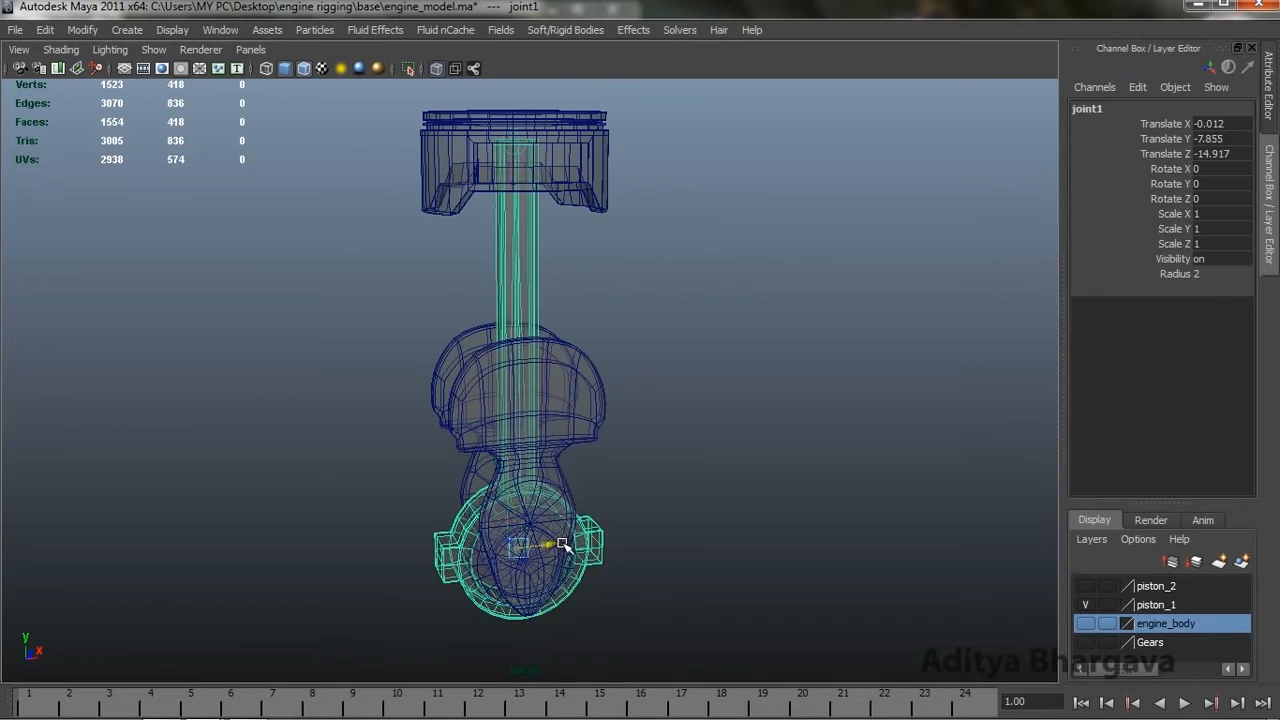 Autodesk Maya 2011 x64: C:\Users\MY PC\Desktop\engine rigging\base\engine_model.ma* --- joint1
File Edit Modify Create Display Window Assets Particles Fluid Effects Fluid nCache Fields Soft/Rigid Bodies Effects Solvers Hair Help
View Shading Lighting Show Renderer Panels
Channel Box / Layer Editor
Channels Edit Object Show
Verts: 1523 418 0
Edges: 3070 836 0
Faces: 1554 418 0
Tris: 3005 836 0
UVs: 2938 574 0
joint1
Translate X -0.012
Translate Y -7.855
Translate Z -14.917
Rotate X 0
Rotate Y 0
Rotate Z 0
Scale X 1
Scale Y 1
Scale Z 1
Visibility on
Radius 2
Attribute Editor
Channel Box / Layer Editor
Display Render Anim
Layers Options Help
piston_2
V piston_1
engine_body
Gears
y
x
Aditya Bhargava
1 2 3 4 5 6 7 8 9 10 11 12 13 14 15 16 17 18 19 20 21 22 23 24 1.00